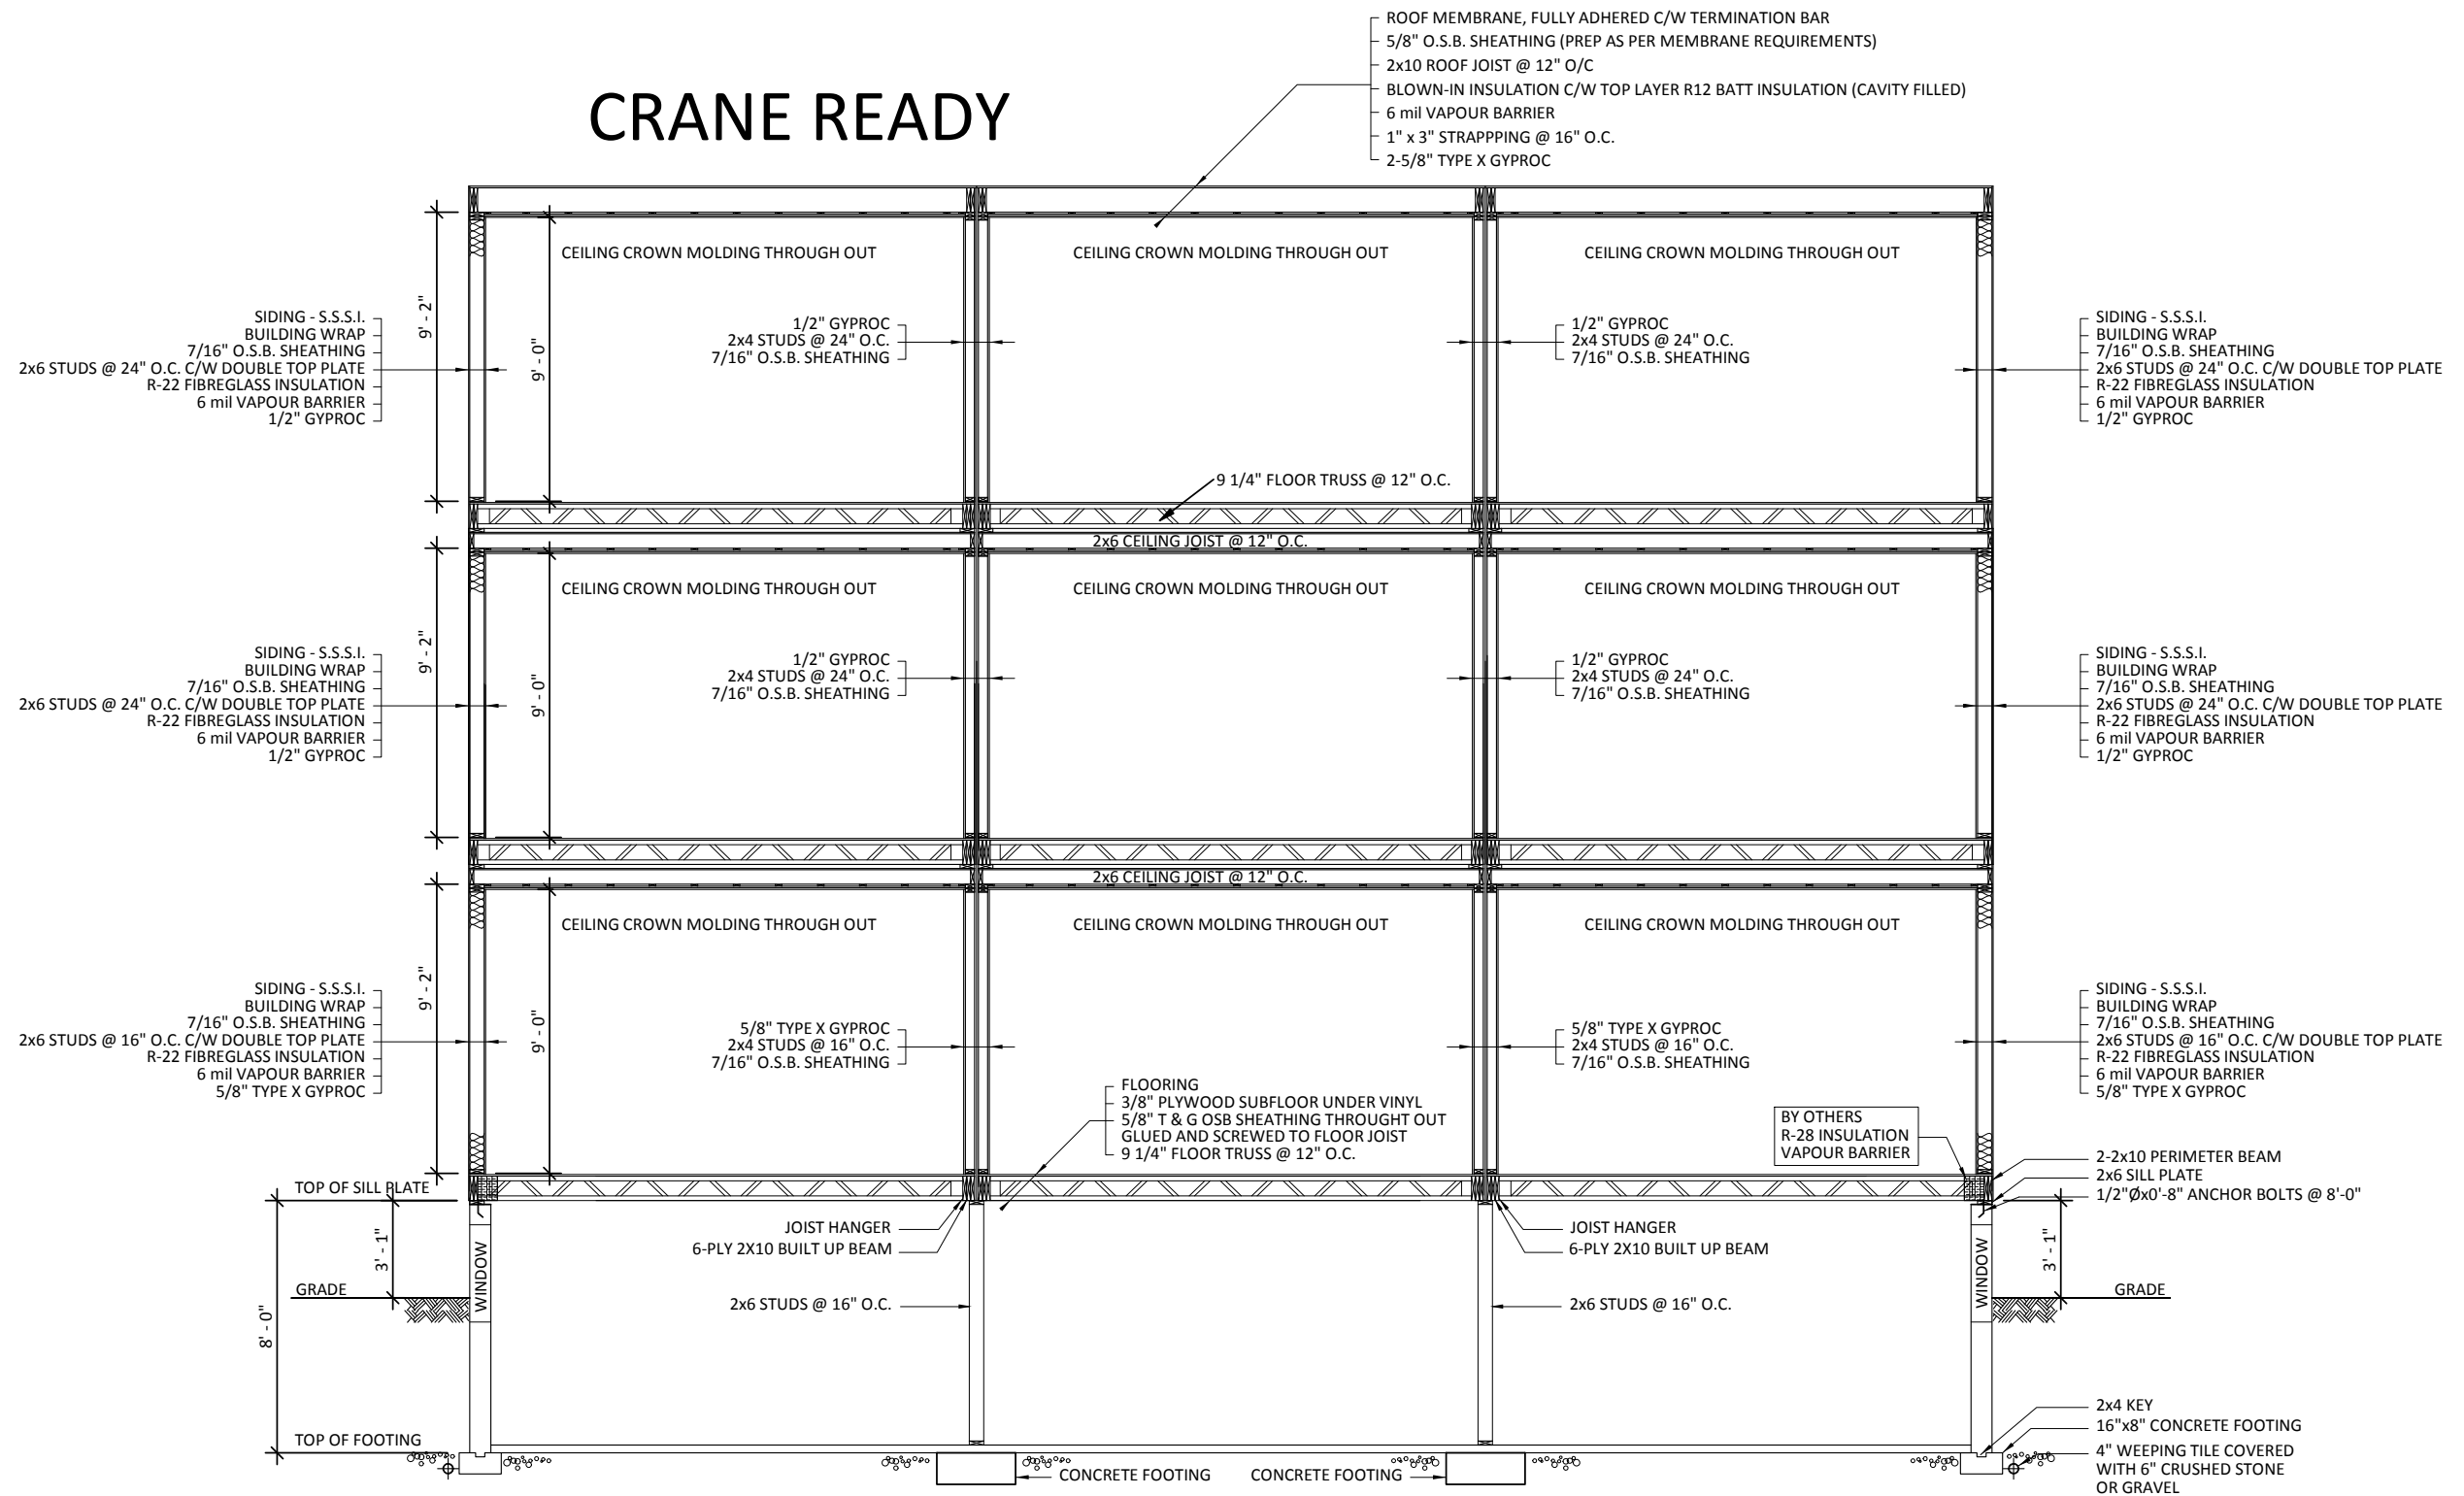 ROOF MEMBRANE, FULLY ADHERED C/W TERMINATION BAR
5/8" O.S.B. SHEATHING (PREP AS PER MEMBRANE REQUIREMENTS)
2x10 ROOF JOIST @ 12" O/C
BLOWN-IN INSULATION C/W TOP LAYER R12 BATT INSULATION (CAVITY FILLED)
6 mil VAPOUR BARRIER
1" x 3" STRAPPPING @ 16" O.C.
2-5/8" TYPE X GYPROC
CRANE READY
CEILING CROWN MOLDING THROUGH OUT
CEILING CROWN MOLDING THROUGH OUT
CEILING CROWN MOLDING THROUGH OUT
SIDING - S.S.S.I.
BUILDING WRAP
7/16" O.S.B. SHEATHING
2x6 STUDS @ 24" O.C. C/W DOUBLE TOP PLATE
R-22 FIBREGLASS INSULATION
6 mil VAPOUR BARRIER
1/2" GYPROC
9' - 2"
9' - 0"
1/2" GYPROC
2x4 STUDS @ 24" O.C.
7/16" O.S.B. SHEATHING
1/2" GYPROC
2x4 STUDS @ 24" O.C.
7/16" O.S.B. SHEATHING
SIDING - S.S.S.I.
BUILDING WRAP
7/16" O.S.B. SHEATHING
2x6 STUDS @ 24" O.C. C/W DOUBLE TOP PLATE
R-22 FIBREGLASS INSULATION
6 mil VAPOUR BARRIER
1/2" GYPROC
9 1/4" FLOOR TRUSS @ 12" O.C.
2x6 CEILING JOIST @ 12" O.C.
CEILING CROWN MOLDING THROUGH OUT
CEILING CROWN MOLDING THROUGH OUT
CEILING CROWN MOLDING THROUGH OUT
SIDING - S.S.S.I.
BUILDING WRAP
7/16" O.S.B. SHEATHING
2x6 STUDS @ 24" O.C. C/W DOUBLE TOP PLATE
R-22 FIBREGLASS INSULATION
6 mil VAPOUR BARRIER
1/2" GYPROC
9' - 2"
9' - 0"
1/2" GYPROC
2x4 STUDS @ 24" O.C.
7/16" O.S.B. SHEATHING
1/2" GYPROC
2x4 STUDS @ 24" O.C.
7/16" O.S.B. SHEATHING
SIDING - S.S.S.I.
BUILDING WRAP
7/16" O.S.B. SHEATHING
2x6 STUDS @ 24" O.C. C/W DOUBLE TOP PLATE
R-22 FIBREGLASS INSULATION
6 mil VAPOUR BARRIER
1/2" GYPROC
2x6 CEILING JOIST @ 12" O.C.
CEILING CROWN MOLDING THROUGH OUT
CEILING CROWN MOLDING THROUGH OUT
CEILING CROWN MOLDING THROUGH OUT
SIDING - S.S.S.I.
BUILDING WRAP
7/16" O.S.B. SHEATHING
2x6 STUDS @ 16" O.C. C/W DOUBLE TOP PLATE
R-22 FIBREGLASS INSULATION
6 mil VAPOUR BARRIER
5/8" TYPE X GYPROC
9' - 2"
9' - 0"
5/8" TYPE X GYPROC
2x4 STUDS @ 16" O.C.
7/16" O.S.B. SHEATHING
5/8" TYPE X GYPROC
2x4 STUDS @ 16" O.C.
7/16" O.S.B. SHEATHING
SIDING - S.S.S.I.
BUILDING WRAP
7/16" O.S.B. SHEATHING
2x6 STUDS @ 16" O.C. C/W DOUBLE TOP PLATE
R-22 FIBREGLASS INSULATION
6 mil VAPOUR BARRIER
5/8" TYPE X GYPROC
FLOORING
3/8" PLYWOOD SUBFLOOR UNDER VINYL
5/8" T & G OSB SHEATHING THROUGHT OUT
GLUED AND SCREWED TO FLOOR JOIST
9 1/4" FLOOR TRUSS @ 12" O.C.
BY OTHERS
R-28 INSULATION
VAPOUR BARRIER
2-2x10 PERIMETER BEAM
2x6 SILL PLATE
1/2"Øx0'-8" ANCHOR BOLTS @ 8'-0"
TOP OF SILL PLATE
JOIST HANGER
6-PLY 2X10 BUILT UP BEAM
JOIST HANGER
6-PLY 2X10 BUILT UP BEAM
3' - 1"
WINDOW
WINDOW
3' - 1"
GRADE
GRADE
8' - 0"
2x6 STUDS @ 16" O.C.
2x6 STUDS @ 16" O.C.
TOP OF FOOTING
CONCRETE FOOTING
CONCRETE FOOTING
2x4 KEY
16"x8" CONCRETE FOOTING
4" WEEPING TILE COVERED
WITH 6" CRUSHED STONE
OR GRAVEL